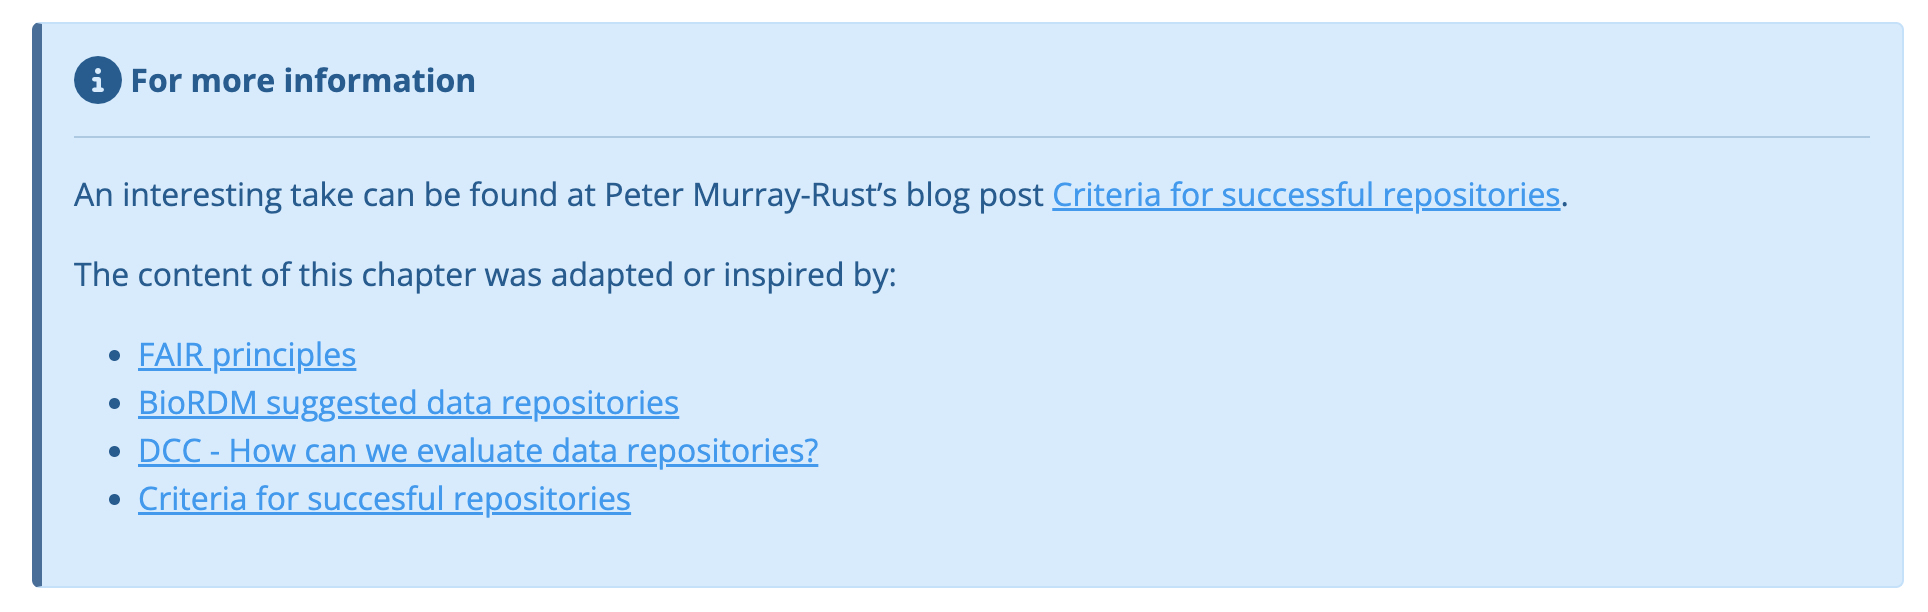 For more information
An interesting take can be found at Peter Murray-Rust’s blog post Criteria for successful repositories.
The content of this chapter was adapted or inspired by:
• FAIR principles
• BioRDM suggested data repositories
• DCC - How can we evaluate data repositories?
• Criteria for succesful repositories